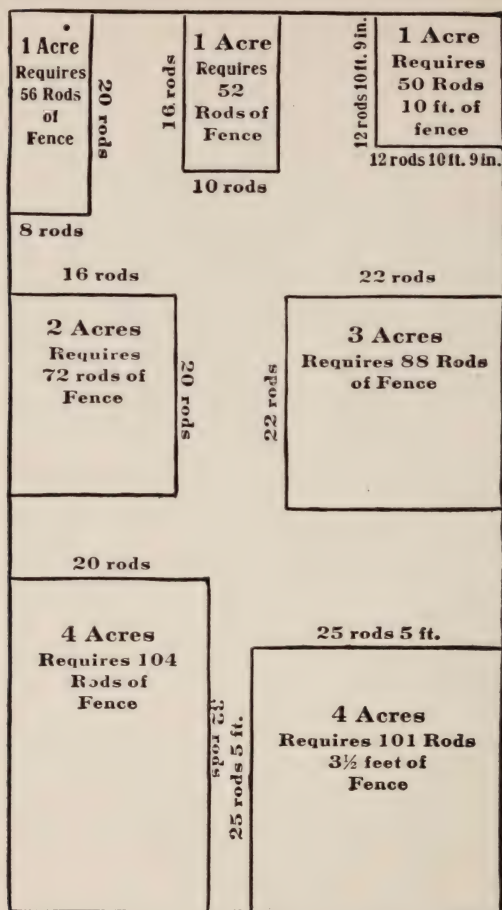 1 Acre
Requires
56 Rods
of
Fence
20 rods
8 rods
16 rods
1 Acre
Requires
52
Rods of
Fence
10 rods
12 rods 10 ft. 9 in.
1 Acre
Requires
50 Rods
10 ft. of
fence
12 rods 10 ft. 9 in.
16 rods
2 Acres
Requires
72 rods of
Fence
20 rods
22 rods
22 rods
3 Acres
Requires 88 Rods
of Fence
20 rods
4 Acres
Requires 104
Rods of
Fence
32 rods
25 rods 5 ft.
25 rods 5 ft.
4 Acres
Requires 101 Rods
3½ feet of
Fence